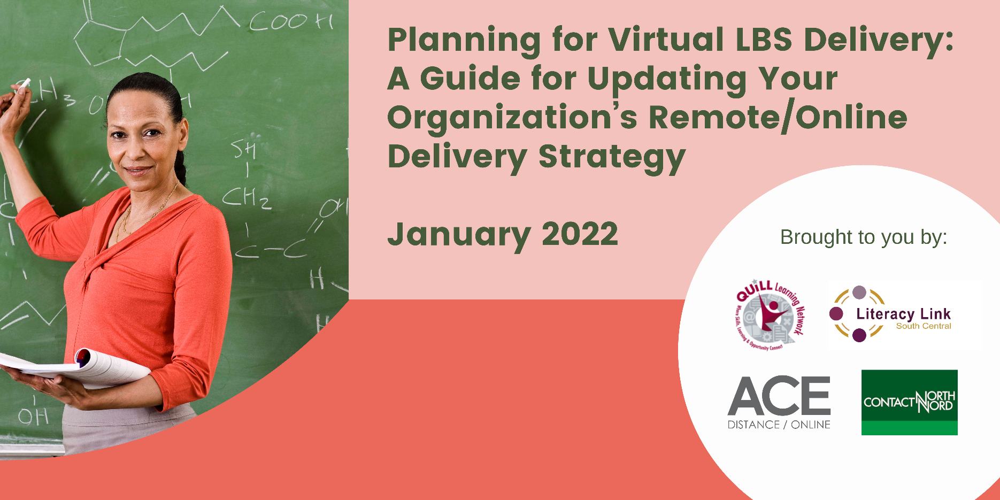 COOH
CH3
O
H
SH
CH2
C
OH
C-C
H
H
OH
Planning for Virtual LBS Delivery:
A Guide for Updating Your
Organization's Remote/Online
Delivery Strategy
January 2022
Brought to you by:
QUILL Learning Network
Where Skills, Learning & Opportunity Connect
Literacy Link
South Central
ACE
DISTANCE / ONLINE
CONTACT NORTH
NORD